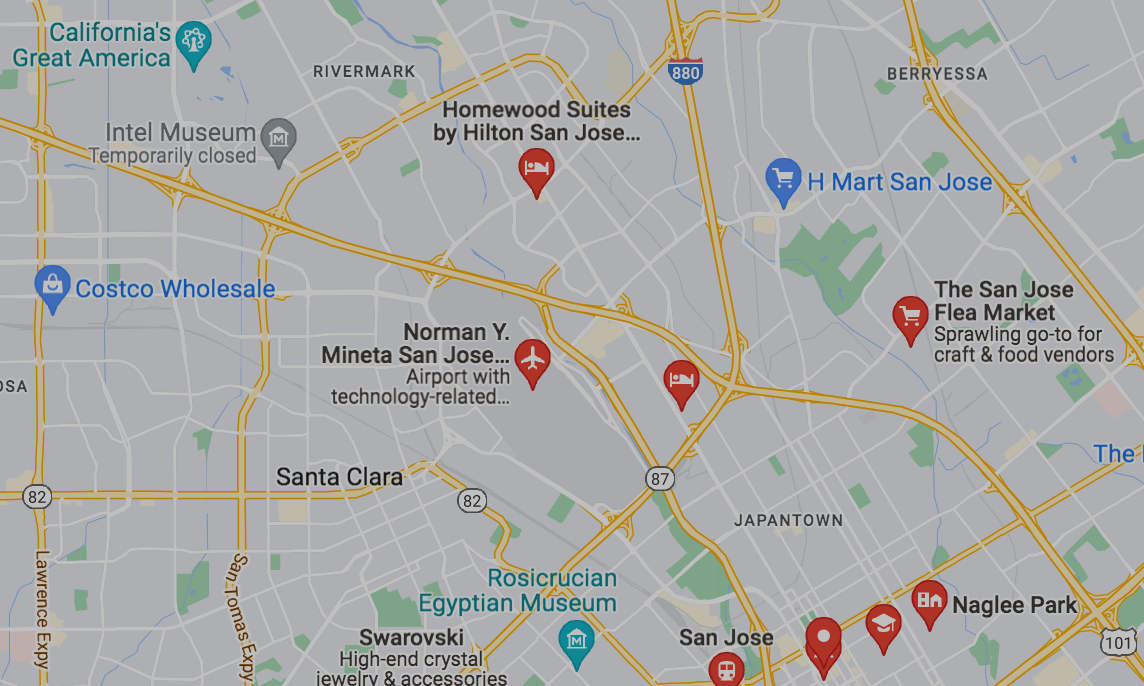 California's
Great America
RIVERMARK
880
BERRYESSA
Homewood Suites
by Hilton San Jose...
Intel Museum
Temporarily closed
H Mart San Jose
Costco Wholesale
The San Jose
Flea Market
Sprawling go-to for
craft & food vendors
Norman Y.
Mineta San Jose...
Airport with
technology-related...
OSA
The
Santa Clara
82
82
87
JAPANTOWN
Lawrence Expy
San Tomas Expy
Rosicrucian
Egyptian Museum
Naglee Park
Swarovski
High-end crystal
jewelry & accessories
San Jose
101